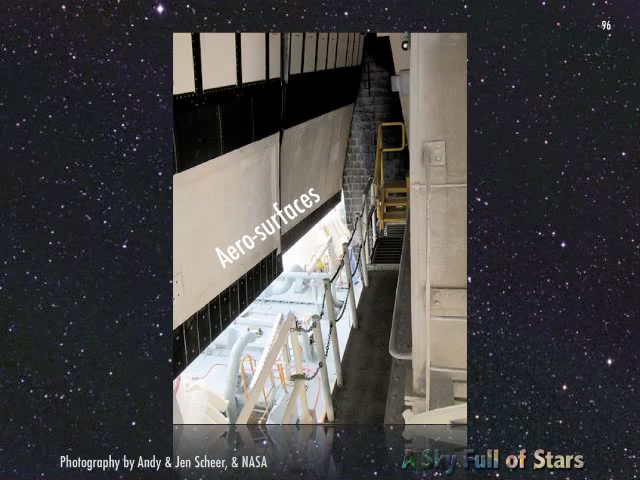 96
Aero-surfaces
Photography by Andy & Jen Scheer, & NASA
A Sky Full of Stars